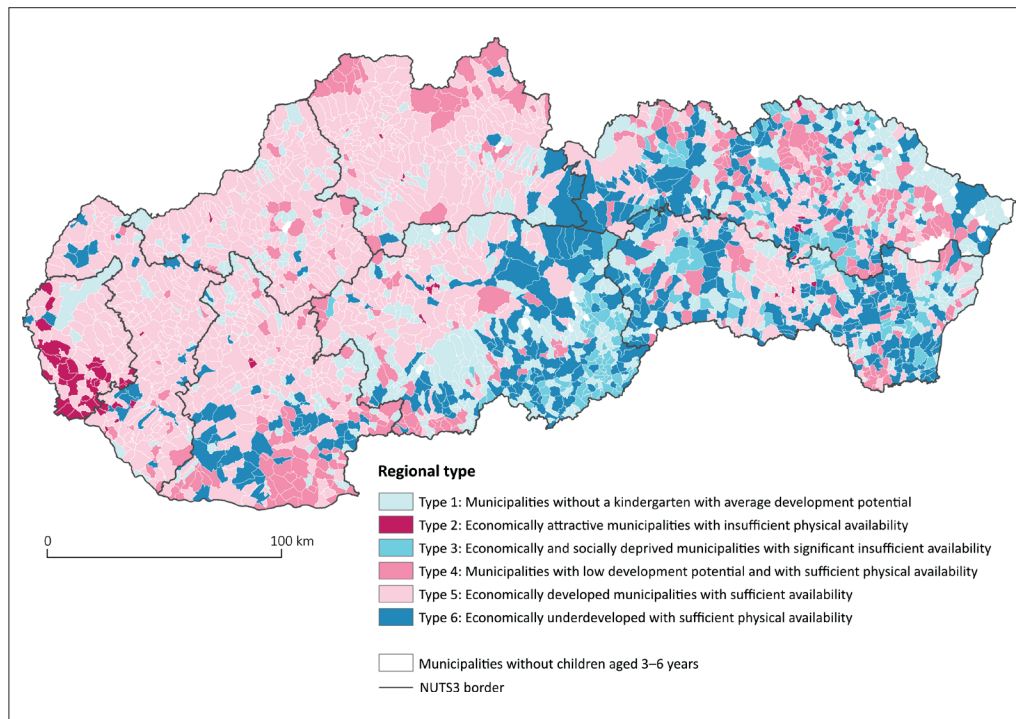 Regional type
Type 1: Municipalities without a kindergarten with average development potential
Type 2: Economically attractive municipalities with insufficient physical availability
Type 3: Economically and socially deprived municipalities with significant insufficient availability
Type 4: Municipalities with low development potential and with sufficient physical availability
Type 5: Economically developed municipalities with sufficient availability
Type 6: Economically underdeveloped with sufficient physical availability
Municipalities without children aged 3–6 years
NUTS3 border
0 100 km